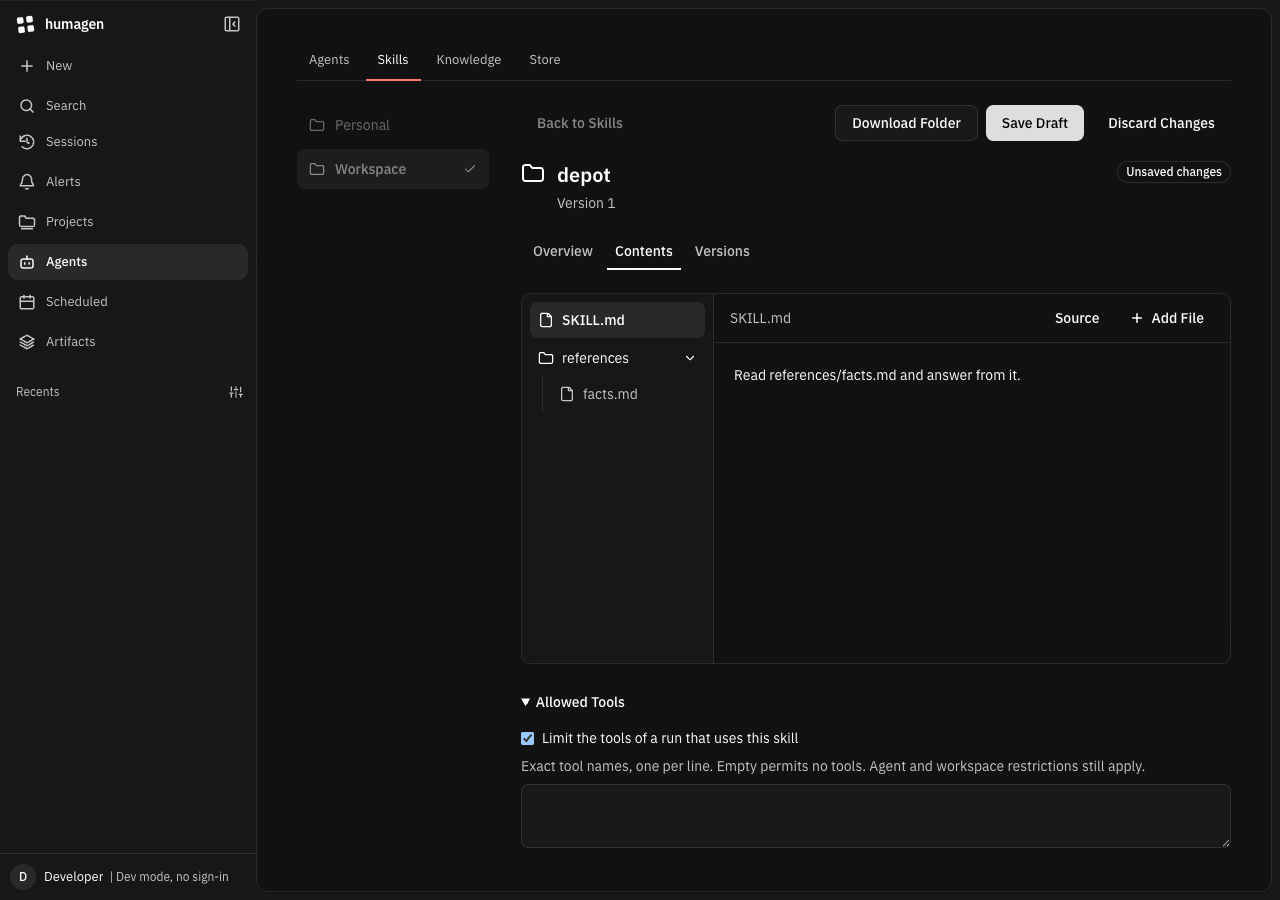 humagen
New
Search
Sessions
Alerts
Projects
Agents
Scheduled
Artifacts
Recents
D Developer | Dev mode, no sign-in
Agents Skills Knowledge Store
Personal
Workspace
Back to Skills Download Folder Save Draft Discard Changes
depot Unsaved changes
Version 1
Overview Contents Versions
SKILL.md
references
facts.md
SKILL.md Source Add File
Read references/facts.md and answer from it.
Allowed Tools
Limit the tools of a run that uses this skill
Exact tool names, one per line. Empty permits no tools. Agent and workspace restrictions still apply.